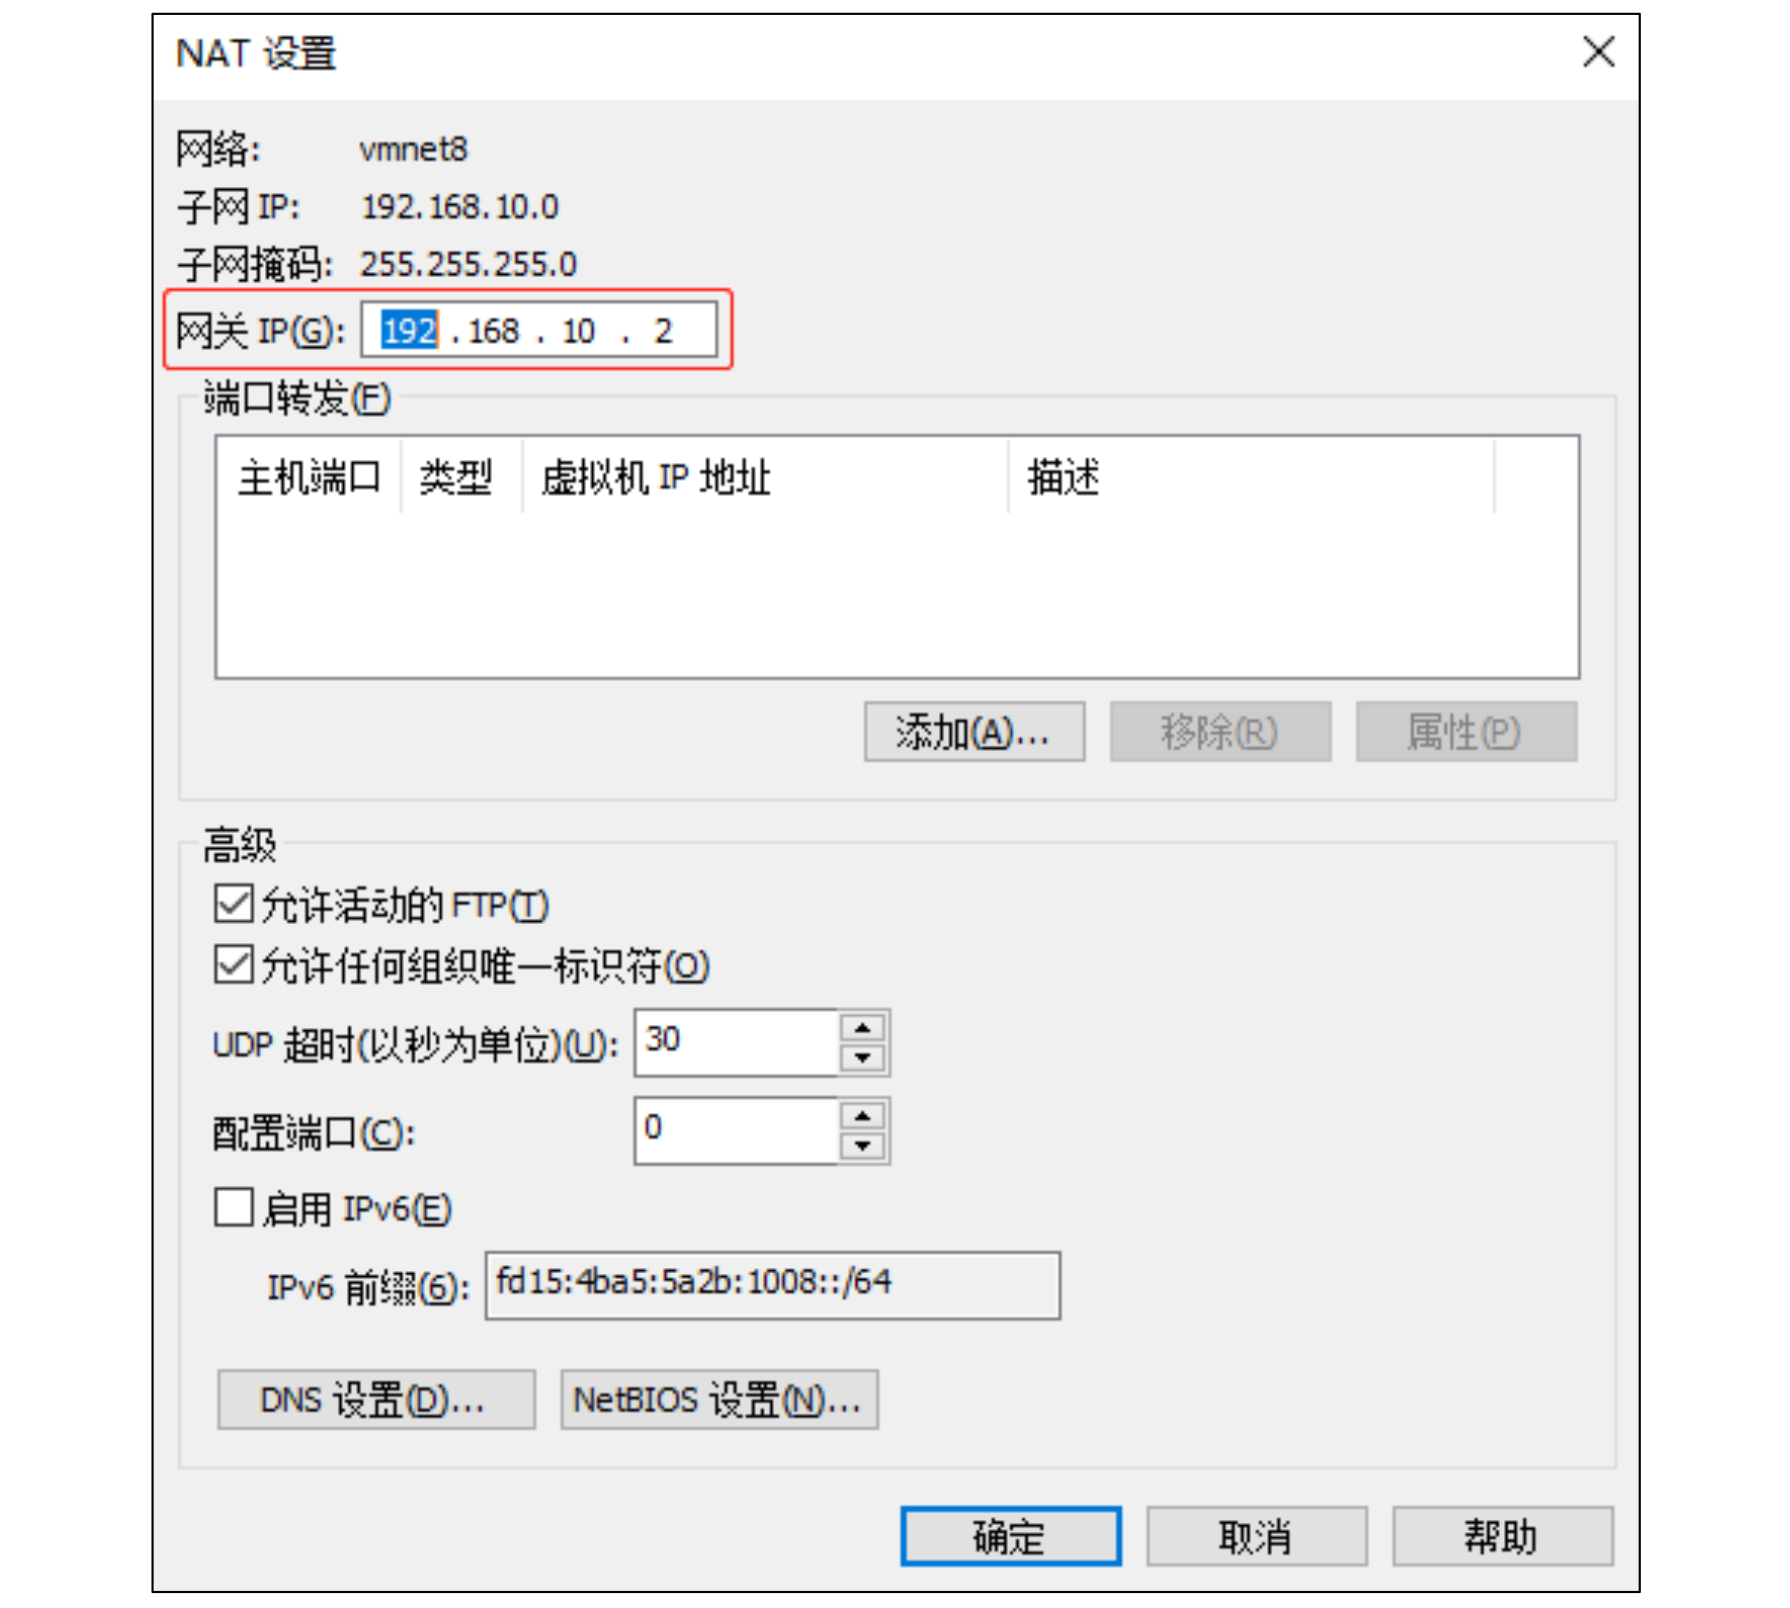 NAT 设置
网络: vmnet8
子网 IP: 192.168.10.0
子网掩码: 255.255.255.0
网关 IP(G): 192 . 168 . 10 . 2
端口转发(F)
主机端口 类型 虚拟机 IP 地址 描述
添加(A)... 移除(R) 属性(P)
高级
允许活动的 FTP(T)
允许任何组织唯一标识符(O)
UDP 超时(以秒为单位)(U): 30
配置端口(C): 0
启用 IPv6(E)
IPv6 前缀(6): fd15:4ba5:5a2b:1008::/64
DNS 设置(D)... NetBIOS 设置(N)...
确定 取消 帮助